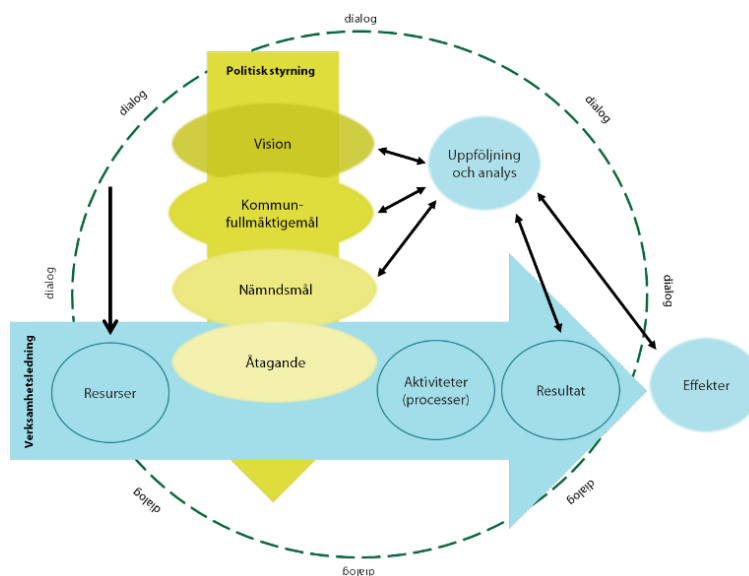 dialog
dialog
dialog
Politisk styrning
Vision
Uppföljning
och analys
Kommun-
fullmäktigemål
Nämndsmål
dialog
dialog
Verksamhetsledning
Resurser
Åtagande
Aktiviteter
(processer)
Resultat
Effekter
dialog
dialog
dialog